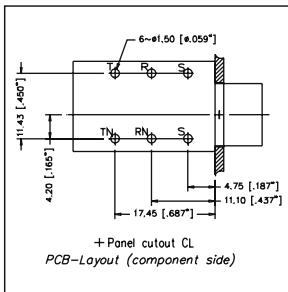 6~ø1.50 [ø.059"]
T R S
11.43 [.450"]
4.20 [.165"]
TN RN S
4.75 [.187"]
11.10 [.437"]
17.45 [.687"]
+ Panel cutout CL
PCB-Layout (component side)